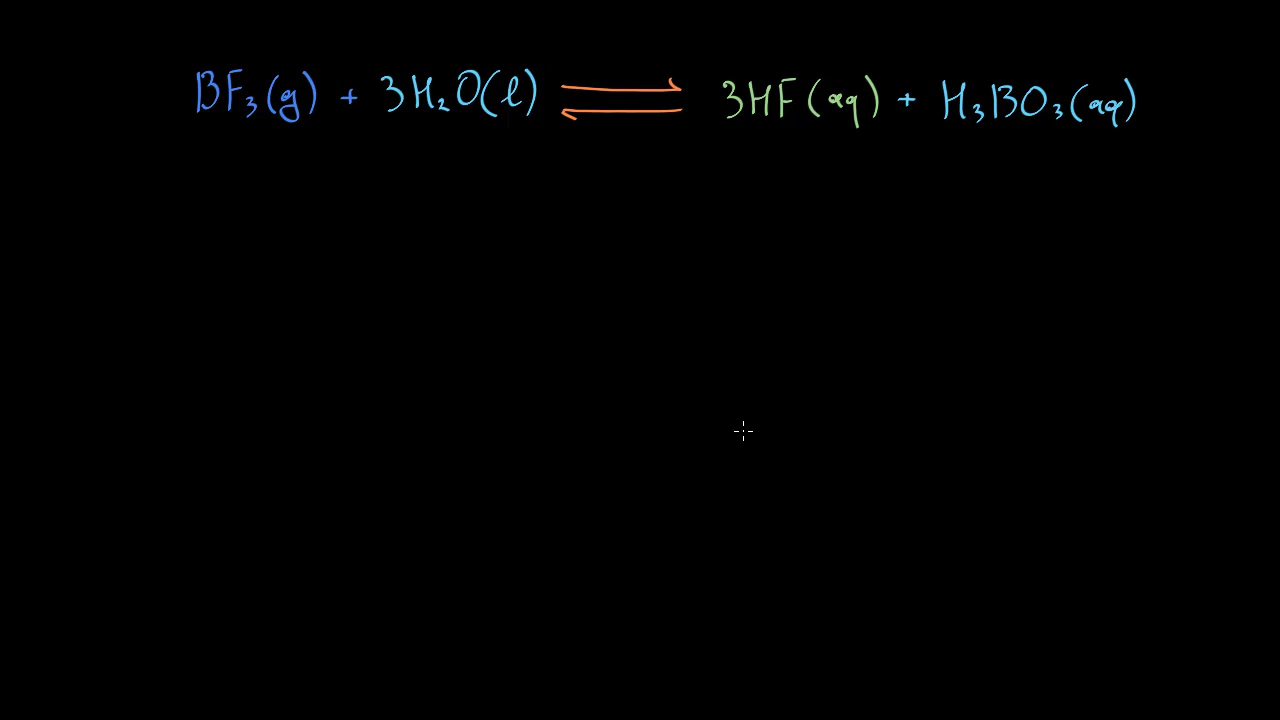 BF₃(g) + 3H₂O(l) ⇌ 3HF(aq) + H₃BO₃(aq)